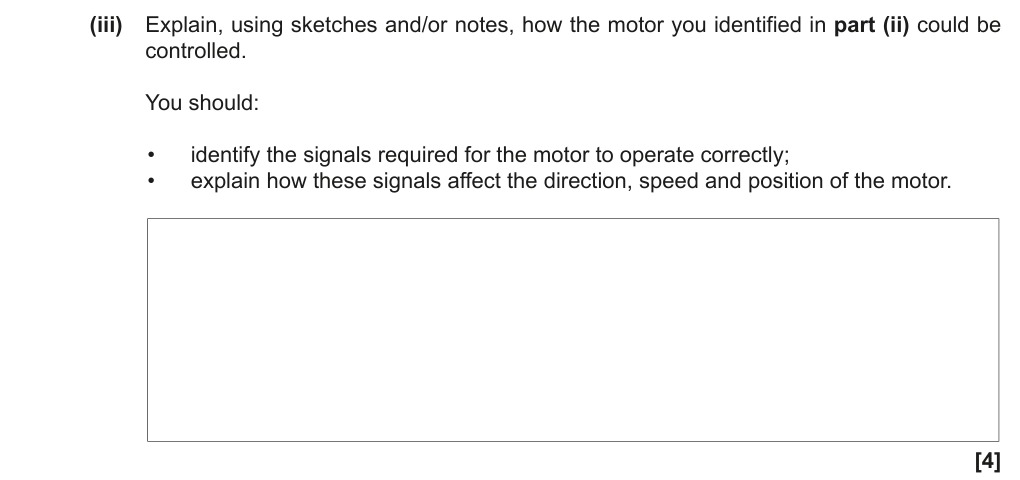 (iii) Explain, using sketches and/or notes, how the motor you identified in part (ii) could be
controlled.
You should:
• identify the signals required for the motor to operate correctly;
• explain how these signals affect the direction, speed and position of the motor.
[4]